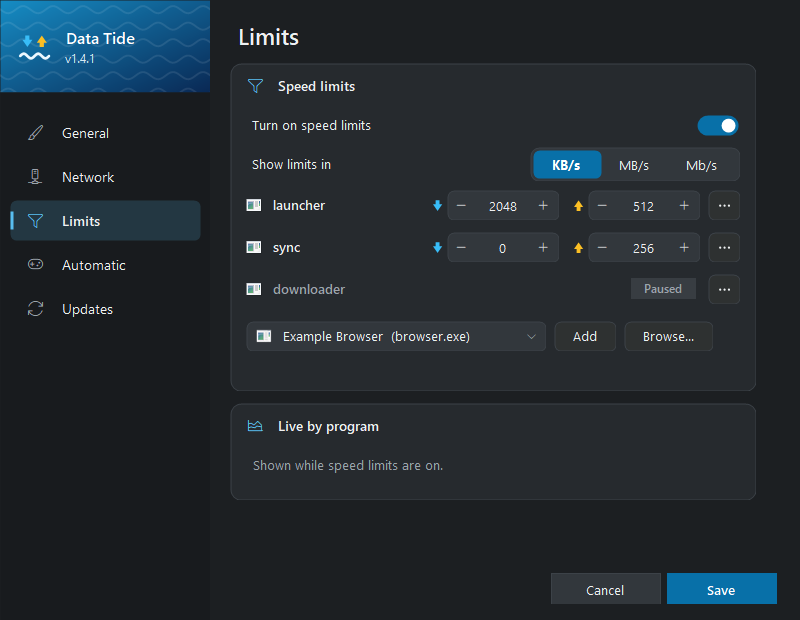 Data Tide
v1.4.1
General
Network
Limits
Automatic
Updates
Limits
Speed limits
Turn on speed limits
Show limits in KB/s MB/s Mb/s
launcher − 2048 + − 512 + ...
sync − 0 + − 256 + ...
downloader Paused ...
Example Browser (browser.exe) Add Browse...
Live by program
Shown while speed limits are on.
Cancel Save